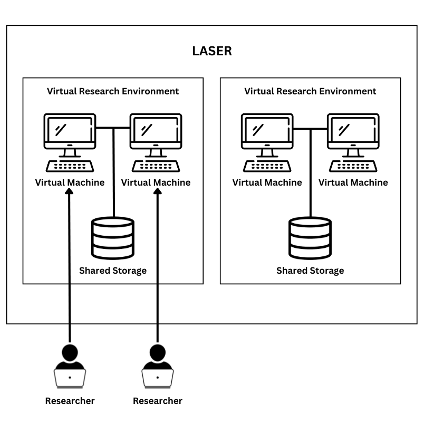 LASER
Virtual Research Environment
Virtual Machine
Virtual Machine
Shared Storage
Virtual Research Environment
Virtual Machine
Virtual Machine
Shared Storage
Researcher
Researcher